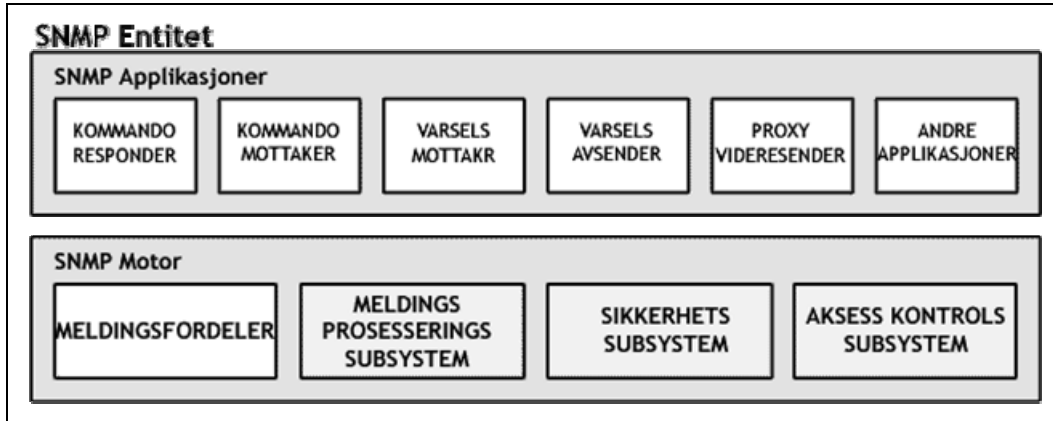 SNMP Entitet
SNMP Applikasjoner
KOMMANDO
RESPONDER
KOMMANDO
MOTTAKER
VARSELS
MOTTAKR
VARSELS
AVSENDER
PROXY
VIDERESENDER
ANDRE
APPLIKASJONER
SNMP Motor
MELDINGSFORDELER
MELDINGS
PROSESSERINGS
SUBSYSTEM
SIKKERHETS
SUBSYSTEM
AKSESS KONTROLS
SUBSYSTEM